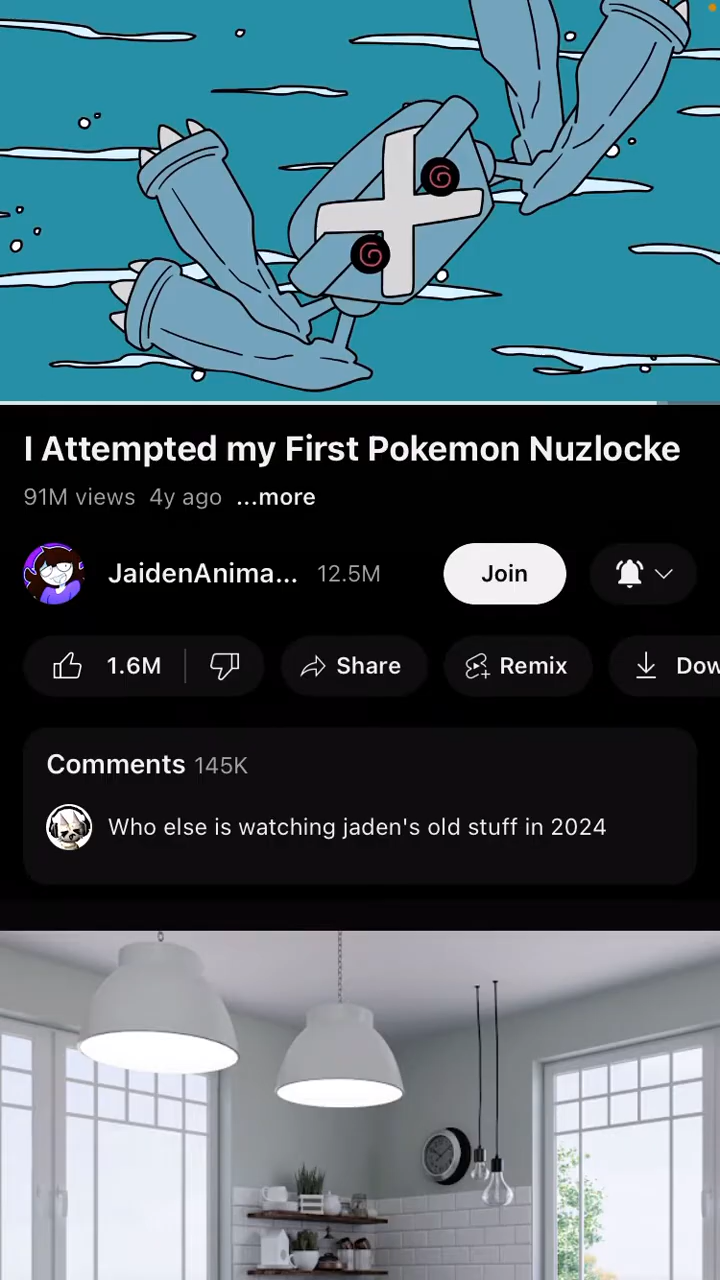 I Attempted my First Pokemon Nuzlocke
91M views 4y ago ...more
JaidenAnima... 12.5M Join
1.6M Share Remix Dow
Comments 145K
Who else is watching jaden's old stuff in 2024